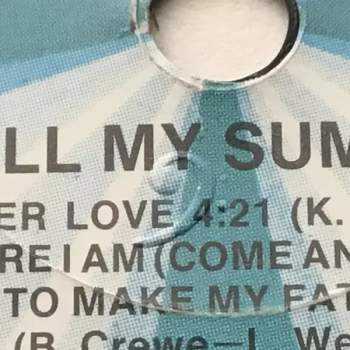 LL MY SUM
ER LOVE 4:21 (K.
RE I AM (COME AN
TO MAKE MY FAT
(B. Crewe—L. We